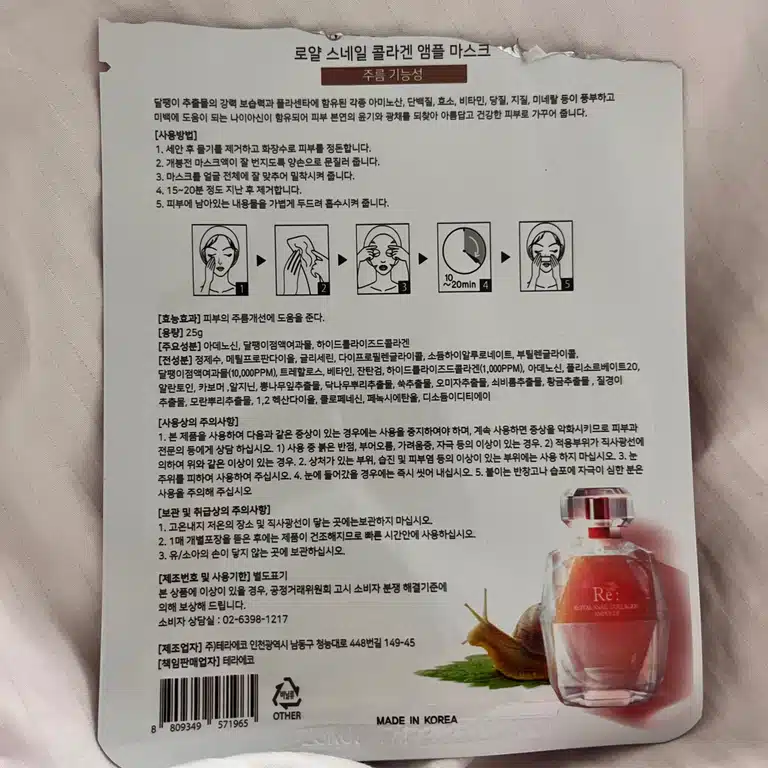 로얄 스네일 콜라겐 앰플 마스크
주름 기능성
달팽이 추출물의 강력 보습력과 플라센타에 함유된 각종 아미노산, 단백질, 효소, 비타민, 당질, 지질, 미네랄 등이 풍부하고
미백에 도움이 되는 나이아신이 함유되어 피부 본연의 윤기와 광채를 되찾아 아름답고 건강한 피부로 가꾸어 줍니다.
[사용방법]
1. 세안 후 물기를 제거하고 화장수로 피부를 정돈합니다.
2. 개봉전 마스크액이 잘 번지도록 양손으로 문질러 줍니다.
3. 마스크를 얼굴 전체에 잘 맞추어 밀착시켜 줍니다.
4. 15~20분 정도 지난 후 제거합니다.
5. 피부에 남아있는 내용물을 가볍게 두드려 흡수시켜 줍니다.
1
2
3
10
~20min 4
5
[효능효과] 피부의 주름개선에 도움을 준다.
[용량] 25g
[주요성분] 아데노신, 달팽이점액여과물, 하이드롤라이즈드콜라겐
[전성분] 정제수, 메틸프로판다이올, 글리세린, 다이프로필렌글라이콜, 소듐하이알루로네이트, 부틸렌글라이콜,
달팽이점액여과물(10,000PPM), 트레할로스, 베타인, 잔탄검, 하이드롤라이즈드콜라겐(1,000PPM), 아데노신, 폴리소르베이트20,
알란토인, 카보머 ,알지닌, 뽕나무잎추출물, 닥나무뿌리추출물, 쑥추출물, 오미자추출물, 쇠비름추출물, 황금추출물 , 질경이
추출물, 모란뿌리추출물, 1,2 헥산다이올, 클로페네신, 페녹시에탄올, 디소듐이디티에이
[사용상의 주의사항]
1. 본 제품을 사용하여 다음과 같은 증상이 있는 경우에는 사용을 중지하여야 하며, 계속 사용하면 증상을 악화시키므로 피부과
전문의 등에게 상담 하십시오. 1) 사용 중 붉은 반점, 부어오름, 가려움증, 자극 등의 이상이 있는 경우. 2) 적용부위가 직사광선에
의하여 위와 같은 이상이 있는 경우. 2. 상처가 있는 부위, 습진 및 피부염 등의 이상이 있는 부위에는 사용 하지 마십시오. 3. 눈
주위를 피하여 사용하여 주십시오. 4. 눈에 들어갔을 경우에는 즉시 씻어 내십시오. 5. 붙이는 반창고나 습포에 자극이 심한 분은
사용을 주의해 주십시오
[보관 및 취급상의 주의사항]
1. 고온내지 저온의 장소 및 직사광선이 닿는 곳에는보관하지 마십시오.
2. 1매 개별포장을 뜯은 후에는 제품이 건조해지므로 빠른 시간안에 사용하십시오.
3. 유/소아의 손이 닿지 않는 곳에 보관하십시오.
[제조번호 및 사용기한] 별도표기
본 상품에 이상이 있을 경우, 공정거래위원회 고시 소비자 분쟁 해결기준에
의해 보상해 드립니다.
소비자 상담실 : 02-6398-1217
Re:
ROYAL SNAIL COLLAGEN
AMPOULE
[제조업자] 주)테라에코 인천광역시 남동구 청능대로 448번길 149-45
[책임판매업자] 테라에코
8 809349 571965
비닐류
OTHER
MADE IN KOREA